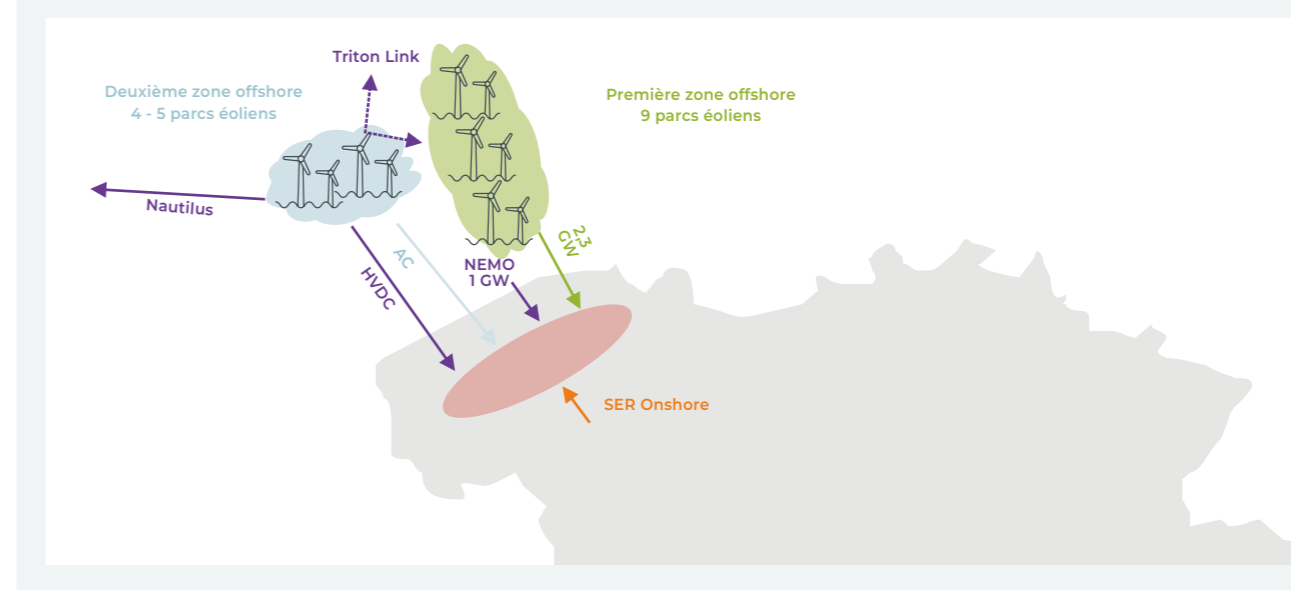 Triton Link
Deuxième zone offshore
4 - 5 parcs éoliens
Première zone offshore
9 parcs éoliens
Nautilus
HVDC
AC
NEMO
1 GW
2,3
GW
SER Onshore